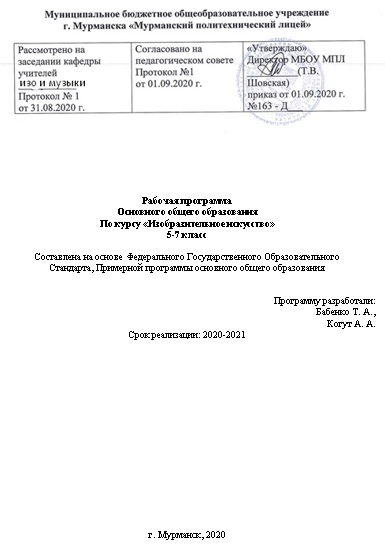 Муниципальное бюджетное общеобразовательное учреждение
г. Мурманска «Мурманский политехнический лицей»
Рассмотрено на
заседании кафедры
учителей
изо и музыки
Протокол № 1
от 31.08.2020 г.
Согласовано на
педагогическом совете
Протокол №1
от 01.09.2020 г.
«Утверждаю»
Директор МБОУ МПЛ
(Т.В.
Шовская)
приказ от 01.09.2020 г.
№163 - Д
Рабочая программа
Основного общего образования
По курсу «Изобразительное искусство»
5-7 класс
Составлена на основе Федерального Государственного Образовательного
Стандарта, Примерной программы основного общего образования
Программу разработали:
Бабенко Т. А.,
Когут А. А.
Срок реализации: 2020-2021
г. Мурманск, 2020